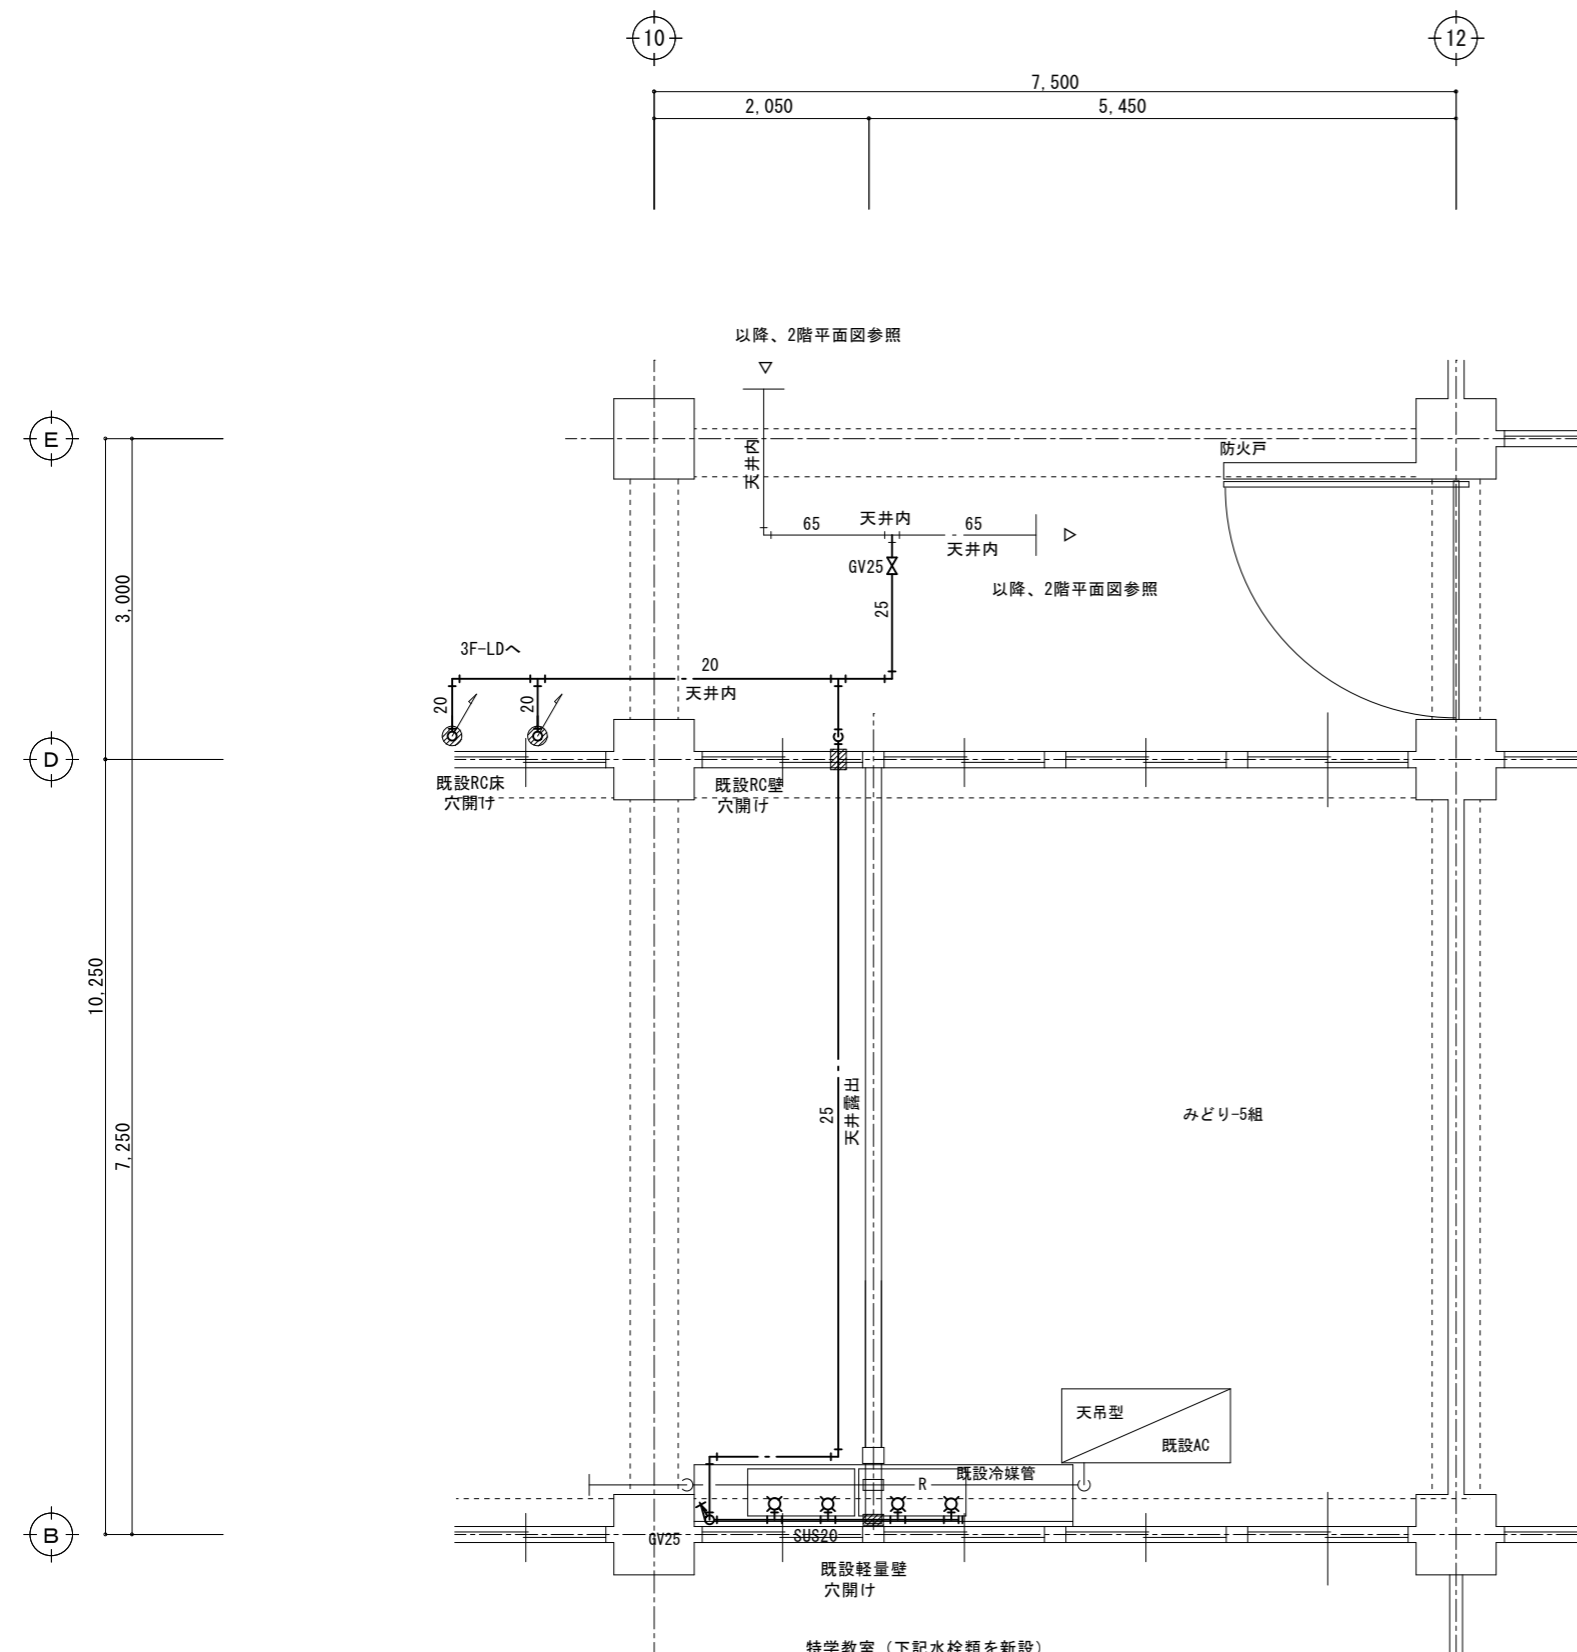 10
12
7,500
2,050
5,450
以降、2階平面図参照
E
防火戸
天井内
65
天井内
65
天井内
GV25
以降、2階平面図参照
25
3,000
3F-LDへ
20
天井内
20
20
D
既設RC床
穴開け
既設RC壁
穴開け
10,250
7,250
25
天井露出
みどり-5組
天吊型
既設AC
既設冷媒管
R
B
GV25
SUS20
既設軽量壁
穴開け
特学教室（下記水栓類を新設）